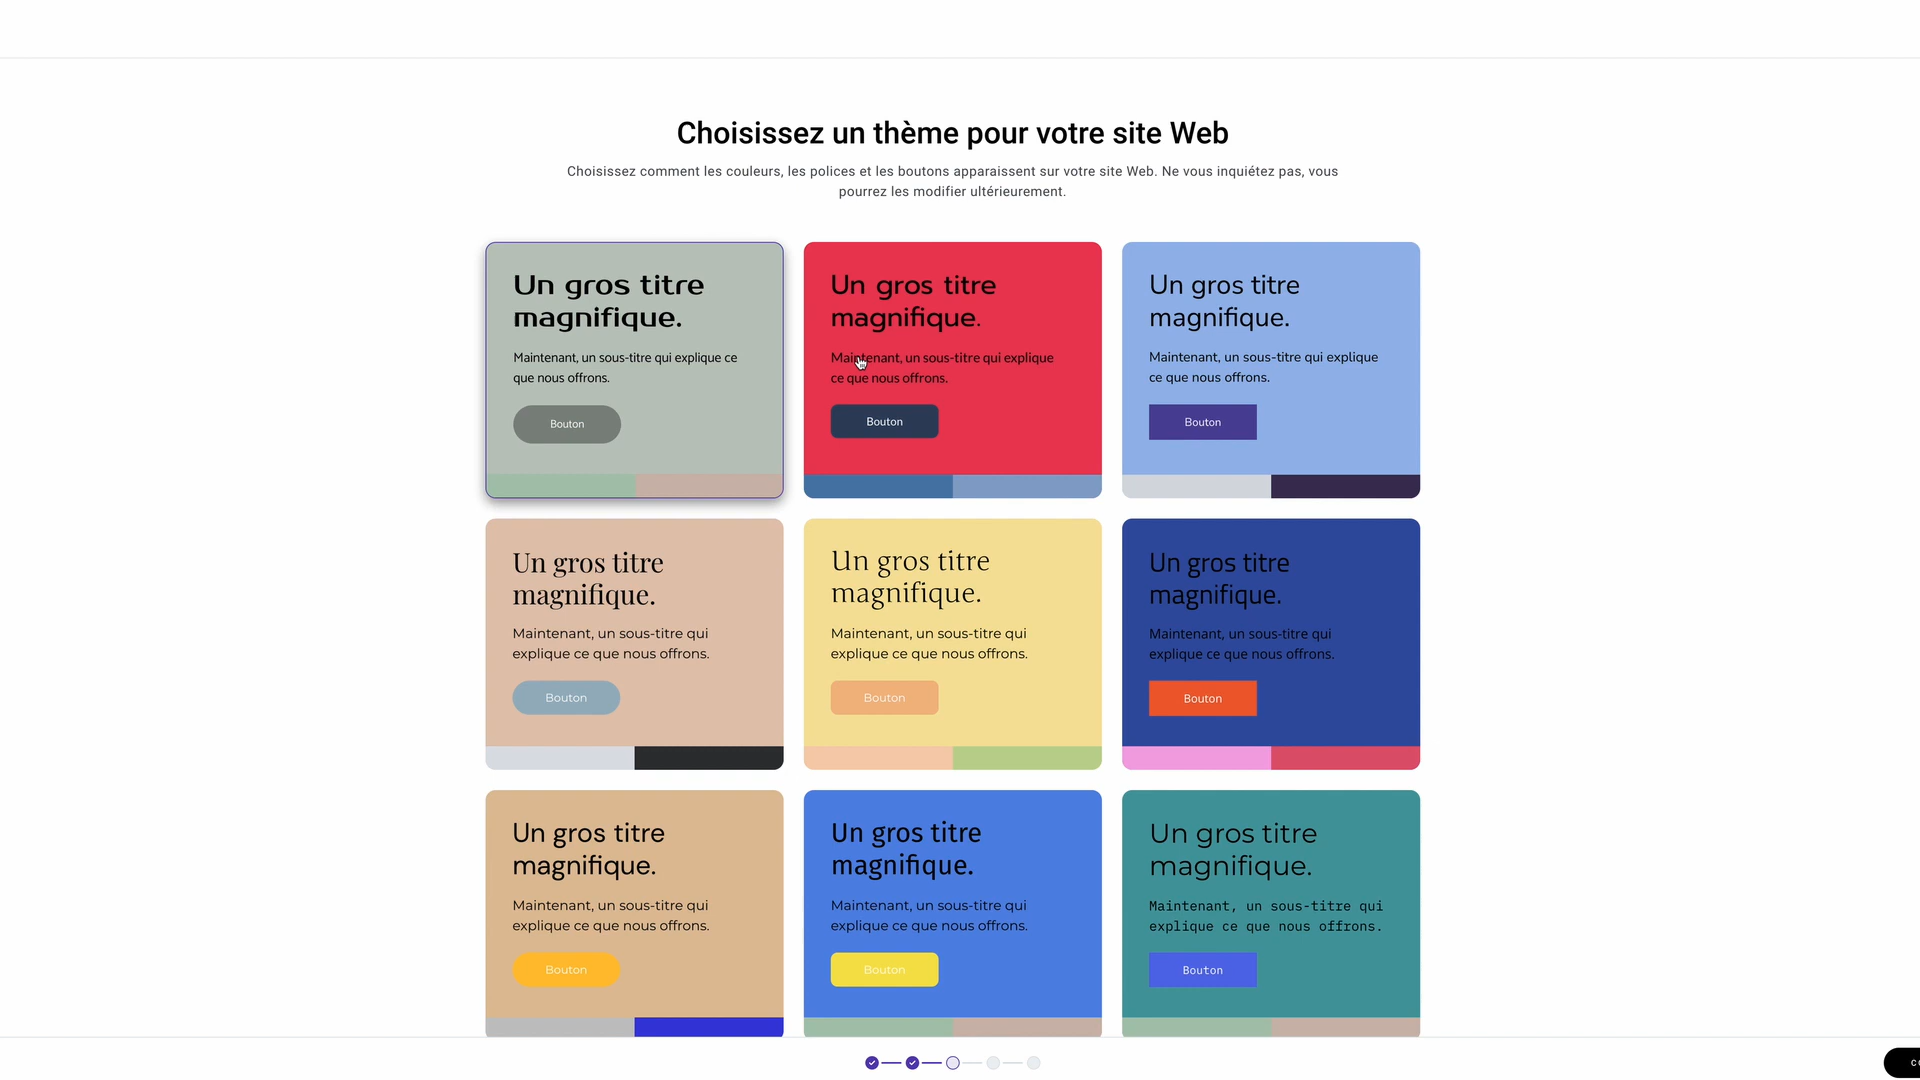 Choisissez un thème pour votre site Web
Choisissez comment les couleurs, les polices et les boutons apparaissent sur votre site Web. Ne vous inquiétez pas, vous
pourrez les modifier ultérieurement.
Un gros titre
magnifique.
Maintenant, un sous-titre qui explique ce
que nous offrons.
Bouton
Un gros titre
magnifique.
Maintenant, un sous-titre qui explique
ce que nous offrons.
Bouton
Un gros titre
magnifique.
Maintenant, un sous-titre qui explique
ce que nous offrons.
Bouton
Un gros titre
magnifique.
Maintenant, un sous-titre qui
explique ce que nous offrons.
Bouton
Un gros titre
magnifique.
Maintenant, un sous-titre qui
explique ce que nous offrons.
Bouton
Un gros titre
magnifique.
Maintenant, un sous-titre qui
explique ce que nous offrons.
Bouton
Un gros titre
magnifique.
Maintenant, un sous-titre qui
explique ce que nous offrons.
Bouton
Un gros titre
magnifique.
Maintenant, un sous-titre qui
explique ce que nous offrons.
Bouton
Un gros titre
magnifique.
Maintenant, un sous-titre qui
explique ce que nous offrons.
Bouton